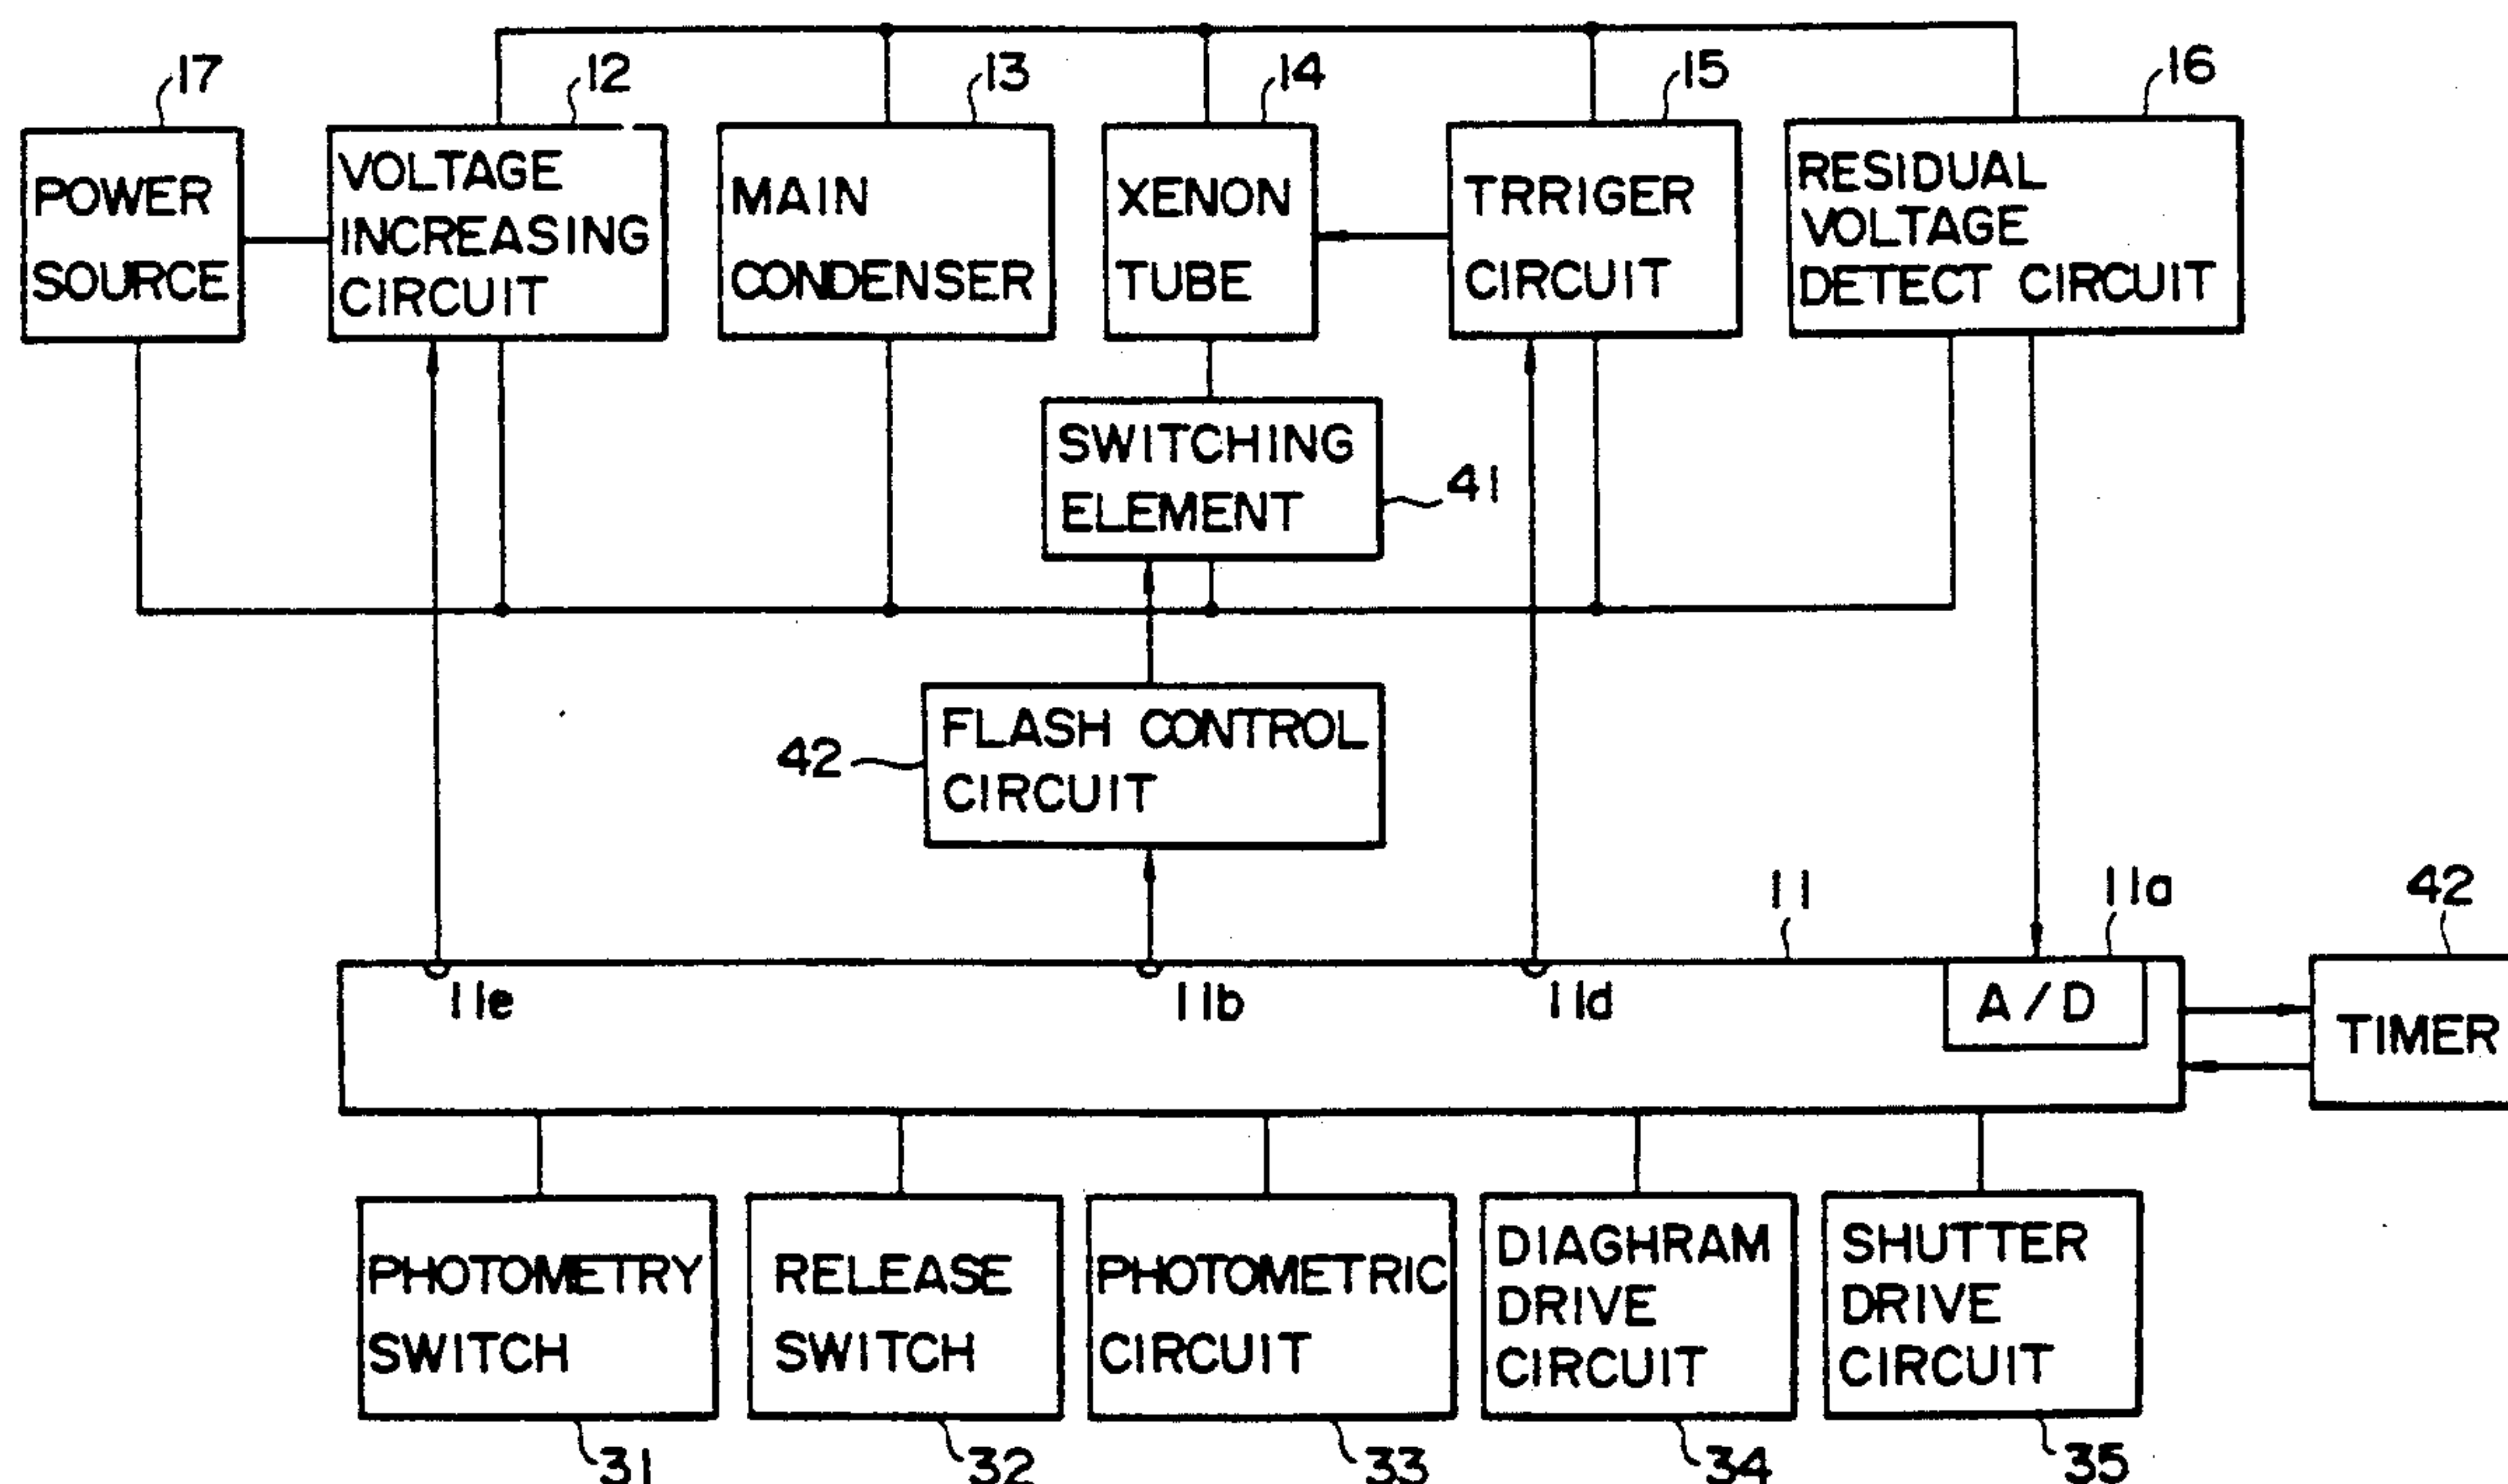 17
12
13
14
15
16
POWER
SOURCE
VOLTAGE
INCREASING
CIRCUIT
MAIN
CONDENSER
XENON
TUBE
TRRIGER
CIRCUIT
RESIDUAL
VOLTAGE
DETECT CIRCUIT
SWITCHING
ELEMENT
41
FLASH CONTROL
CIRCUIT
42
11
11a
42
11e
11b
11d
A/D
TIMER
PHOTOMETRY
SWITCH
RELEASE
SWITCH
PHOTOMETRIC
CIRCUIT
DIAGHRAM
DRIVE
CIRCUIT
SHUTTER
DRIVE
CIRCUIT
31
32
33
34
35